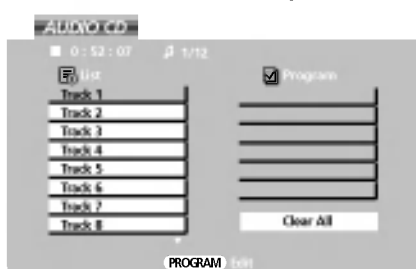 AUDIO CD
0:52:07 1/12
List Program
Track 1
Track 2
Track 3
Track 4
Track 5
Track 6
Track 7
Track 8
Clear All
PROGRAM Edit